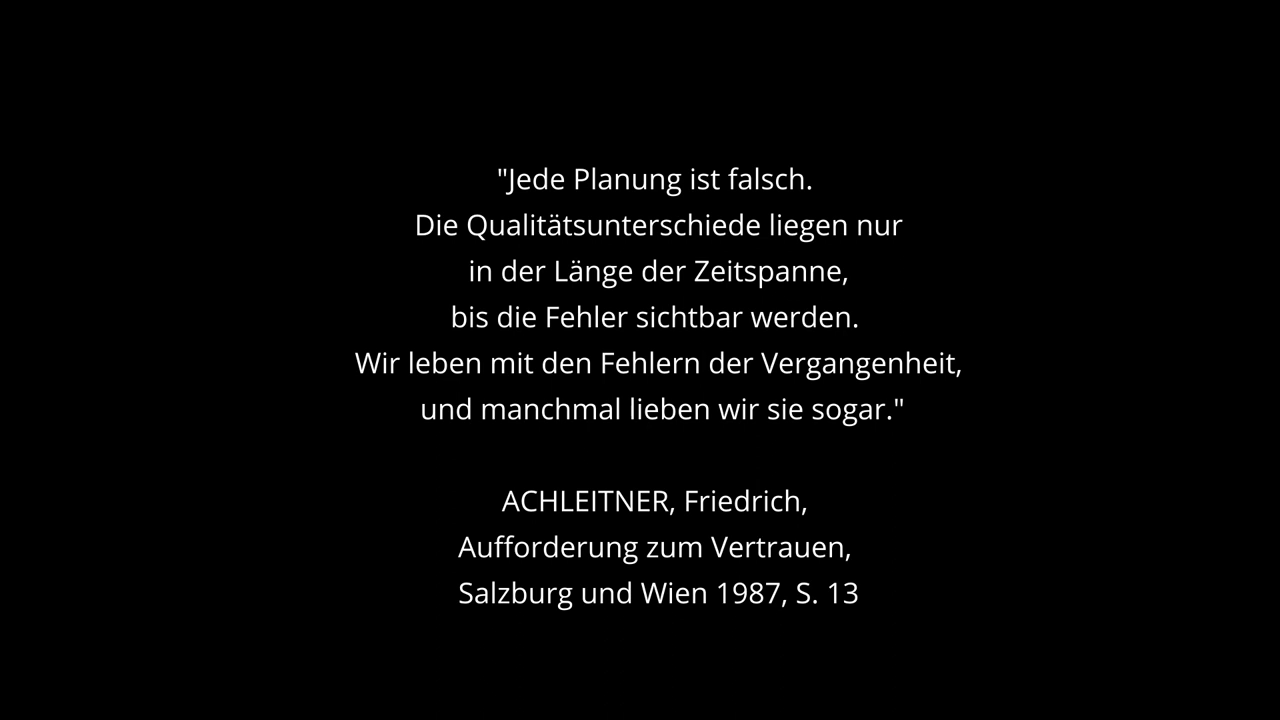 "Jede Planung ist falsch.
Die Qualitätsunterschiede liegen nur
in der Länge der Zeitspanne,
bis die Fehler sichtbar werden.
Wir leben mit den Fehlern der Vergangenheit,
und manchmal lieben wir sie sogar."
ACHLEITNER, Friedrich,
Aufforderung zum Vertrauen,
Salzburg und Wien 1987, S. 13